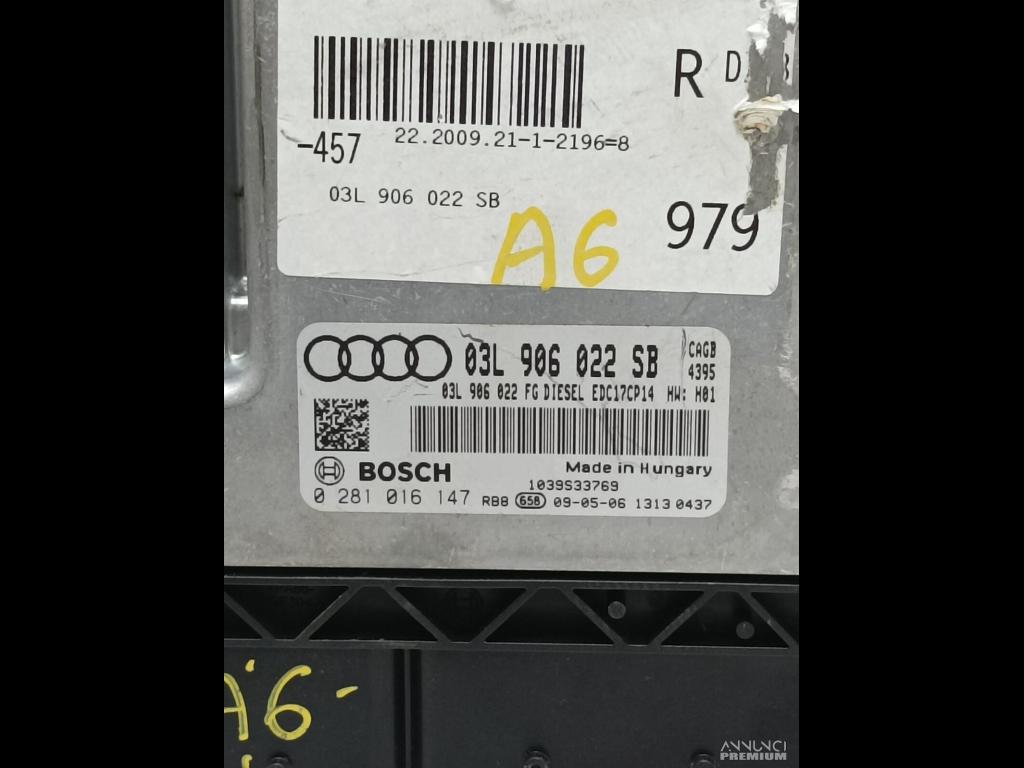 R
-457
22.2009.21-1-2196=8
03L 906 022 SB
979
A6
03L 906 022 SB
CAGB
4395
03L 906 022 FG DIESEL EDC17CP14 HW: H01
BOSCH
Made in Hungary
1039S33769
0 281 016 147 RB8 658 09-05-06 1313 0437
A6-
ANNUNCI
PREMIUM